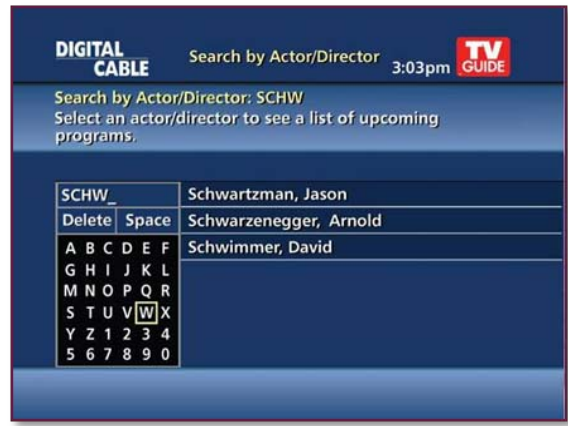 DIGITAL
CABLE
Search by Actor/Director
3:03pm
TV
GUIDE
Search by Actor/Director: SCHW
Select an actor/director to see a list of upcoming
programs.
SCHW_
Schwartzman, Jason
Delete Space
Schwarzenegger, Arnold
Schwimmer, David
A B C D E F
G H I J K L
M N O P Q R
S T U V W X
Y Z 1 2 3 4
5 6 7 8 9 0